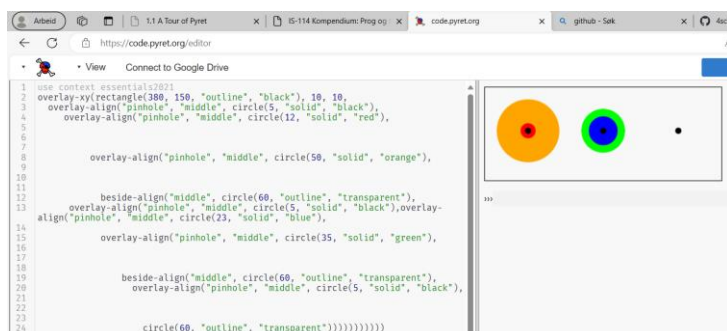 Arbeid
1.1 A Tour of Pyret
IS-114 Kompendium: Prog og
code.pyret.org
github - Søk
https://code.pyret.org/editor
View Connect to Google Drive
1 use context essentials2021
2 overlay-xy(rectangle(380, 150, "outline", "black"), 10, 10,
3 overlay-align("pinhole", "middle", circle(5, "solid", "black"),
4 overlay-align("pinhole", "middle", circle(12, "solid", "red"),
5
6
7
8 overlay-align("pinhole", "middle", circle(50, "solid", "orange"),
9
10
11
12 beside-align("middle", circle(60, "outline", "transparent"),
13 overlay-align("pinhole", "middle", circle(5, "solid", "black"),overlay-
align("pinhole", "middle", circle(23, "solid", "blue"),
14
15 overlay-align("pinhole", "middle", circle(35, "solid", "green"),
16
17
18
19 beside-align("middle", circle(60, "outline", "transparent"),
20 overlay-align("pinhole", "middle", circle(5, "solid", "black"),
21
22
23
24 circle(60, "outline", "transparent")))))))))))
›››